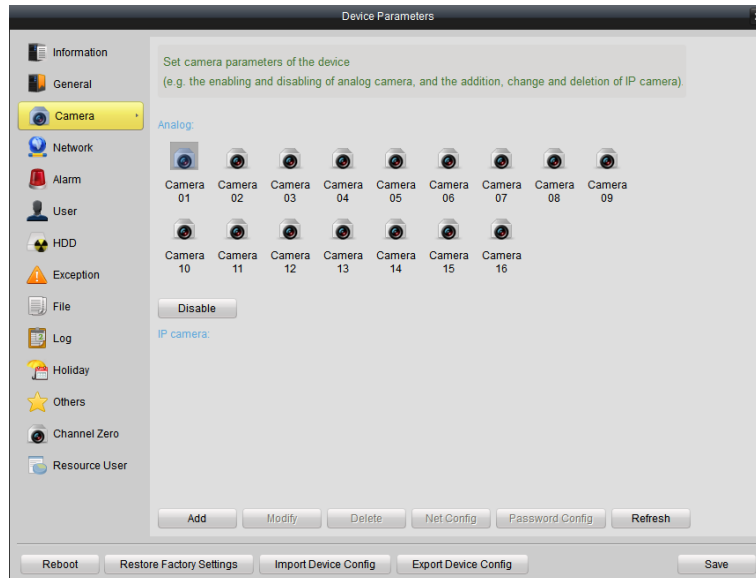 Device Parameters
Information
General
Camera
Network
Alarm
User
HDD
Exception
File
Log
Holiday
Others
Channel Zero
Resource User
Set camera parameters of the device
(e.g. the enabling and disabling of analog camera, and the addition, change and deletion of IP camera).
Analog:
Camera 01
Camera 02
Camera 03
Camera 04
Camera 05
Camera 06
Camera 07
Camera 08
Camera 09
Camera 10
Camera 11
Camera 12
Camera 13
Camera 14
Camera 15
Camera 16
Disable
IP camera:
Add
Modify
Delete
Net Config
Password Config
Refresh
Reboot
Restore Factory Settings
Import Device Config
Export Device Config
Save